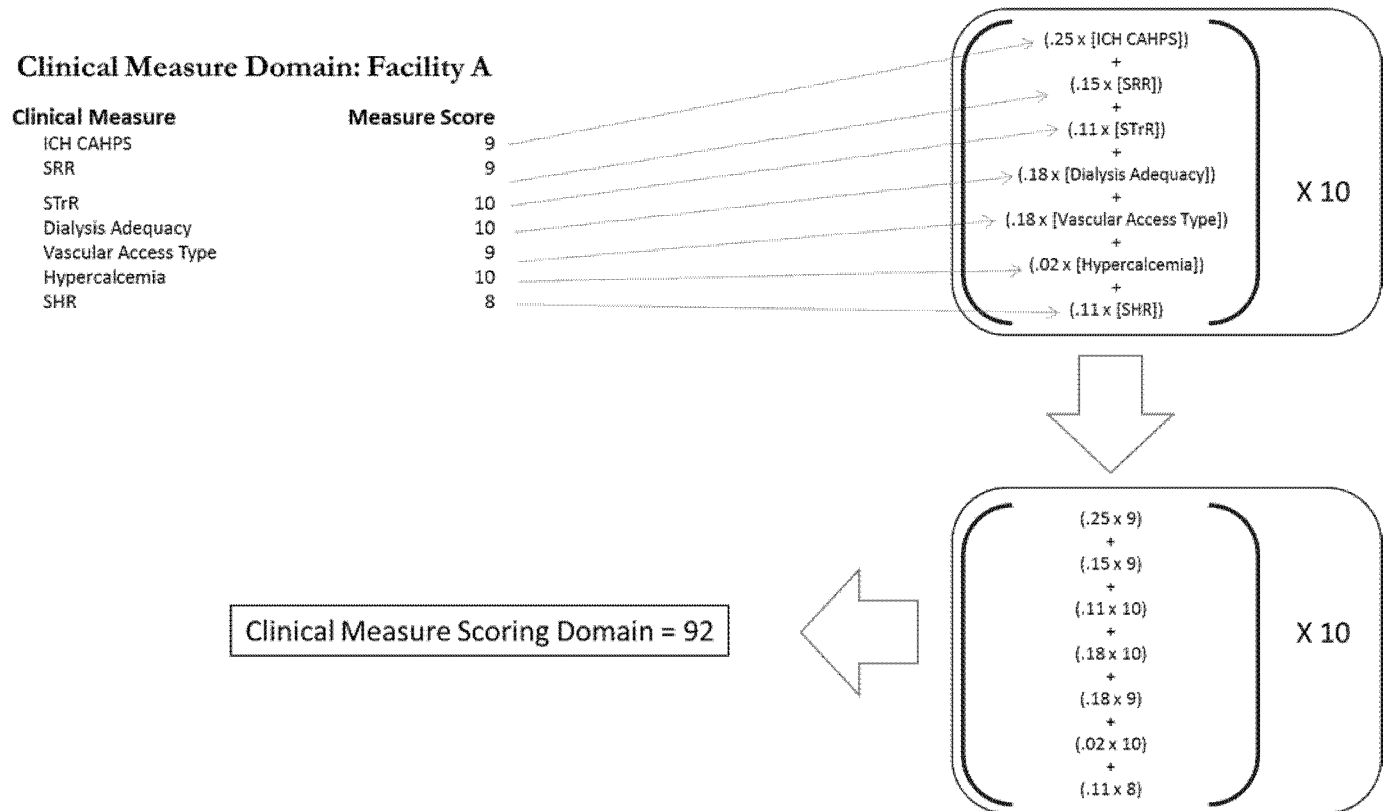 Clinical Measure Domain: Facility A
Clinical Measure Measure Score
ICH CAHPS 9
SRR 9
STrR 10
Dialysis Adequacy 10
Vascular Access Type 9
Hypercalcemia 10
SHR 8
(.25 x [ICH CAHPS])
+
(.15 x [SRR])
+
(.11 x [STrR])
+
(.18 x [Dialysis Adequacy])
+
(.18 x [Vascular Access Type])
+
(.02 x [Hypercalcemia])
+
(.11 x [SHR])
X 10
(.25 x 9)
+
(.15 x 9)
+
(.11 x 10)
+
(.18 x 10)
+
(.18 x 9)
+
(.02 x 10)
+
(.11 x 8)
X 10
Clinical Measure Scoring Domain = 92